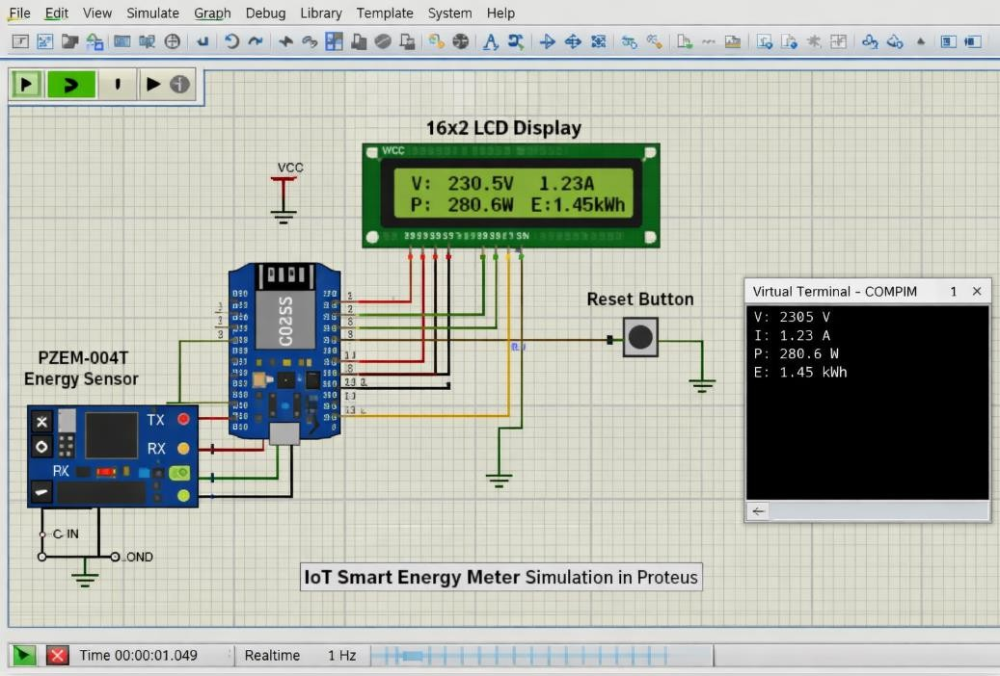 File Edit View Simulate Graph Debug Library Template System Help
16x2 LCD Display
VCC
WCC
V: 230.5V 1.23A
P: 280.6W E:1.45kWh
Reset Button
Virtual Terminal - COMPIM 1 ×
V: 2305 V
I: 1.23 A
P: 280.6 W
E: 1.45 kWh
CO2SS
PZEM-004T
Energy Sensor
TX
RX
RX
C IN
OND
IoT Smart Energy Meter Simulation in Proteus
Time 00:00:01.049 Realtime 1 Hz